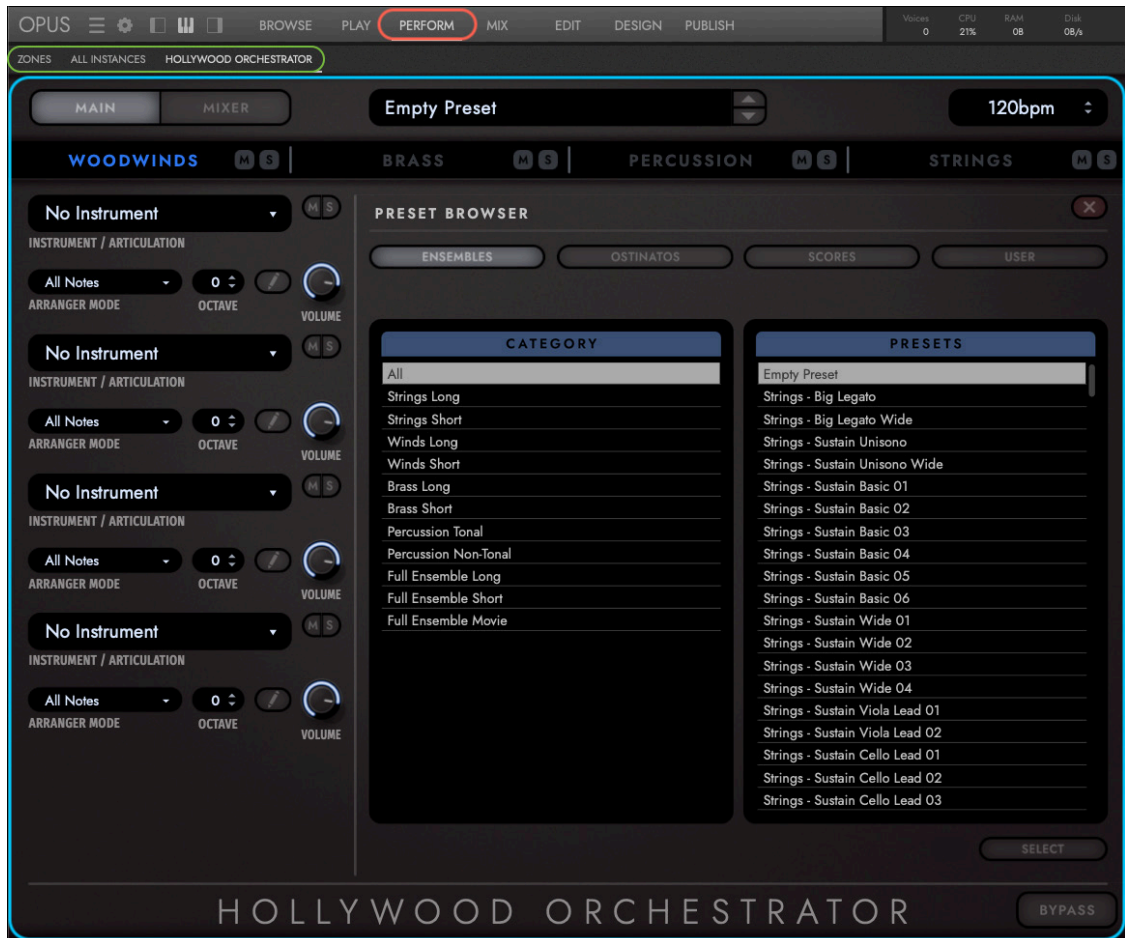 OPUS BROWSE PLAY PERFORM MIX EDIT DESIGN PUBLISH Voices CPU RAM Disk
0 21% 0B 0B/s
ZONES ALL INSTANCES HOLLYWOOD ORCHESTRATOR
MAIN MIXER Empty Preset 120bpm
WOODWINDS M S BRASS M S PERCUSSION M S STRINGS M S
No Instrument M S
INSTRUMENT / ARTICULATION
All Notes 0
ARRANGER MODE OCTAVE VOLUME
No Instrument M S
INSTRUMENT / ARTICULATION
All Notes 0
ARRANGER MODE OCTAVE VOLUME
No Instrument M S
INSTRUMENT / ARTICULATION
All Notes 0
ARRANGER MODE OCTAVE VOLUME
No Instrument M S
INSTRUMENT / ARTICULATION
All Notes 0
ARRANGER MODE OCTAVE VOLUME
PRESET BROWSER
ENSEMBLES OSTINATOS SCORES USER
CATEGORY
All
Strings Long
Strings Short
Winds Long
Winds Short
Brass Long
Brass Short
Percussion Tonal
Percussion Non-Tonal
Full Ensemble Long
Full Ensemble Short
Full Ensemble Movie
PRESETS
Empty Preset
Strings - Big Legato
Strings - Big Legato Wide
Strings - Sustain Unisono
Strings - Sustain Unisono Wide
Strings - Sustain Basic 01
Strings - Sustain Basic 02
Strings - Sustain Basic 03
Strings - Sustain Basic 04
Strings - Sustain Basic 05
Strings - Sustain Basic 06
Strings - Sustain Wide 01
Strings - Sustain Wide 02
Strings - Sustain Wide 03
Strings - Sustain Wide 04
Strings - Sustain Viola Lead 01
Strings - Sustain Viola Lead 02
Strings - Sustain Cello Lead 01
Strings - Sustain Cello Lead 02
Strings - Sustain Cello Lead 03
SELECT
HOLLYWOOD ORCHESTRATOR BYPASS